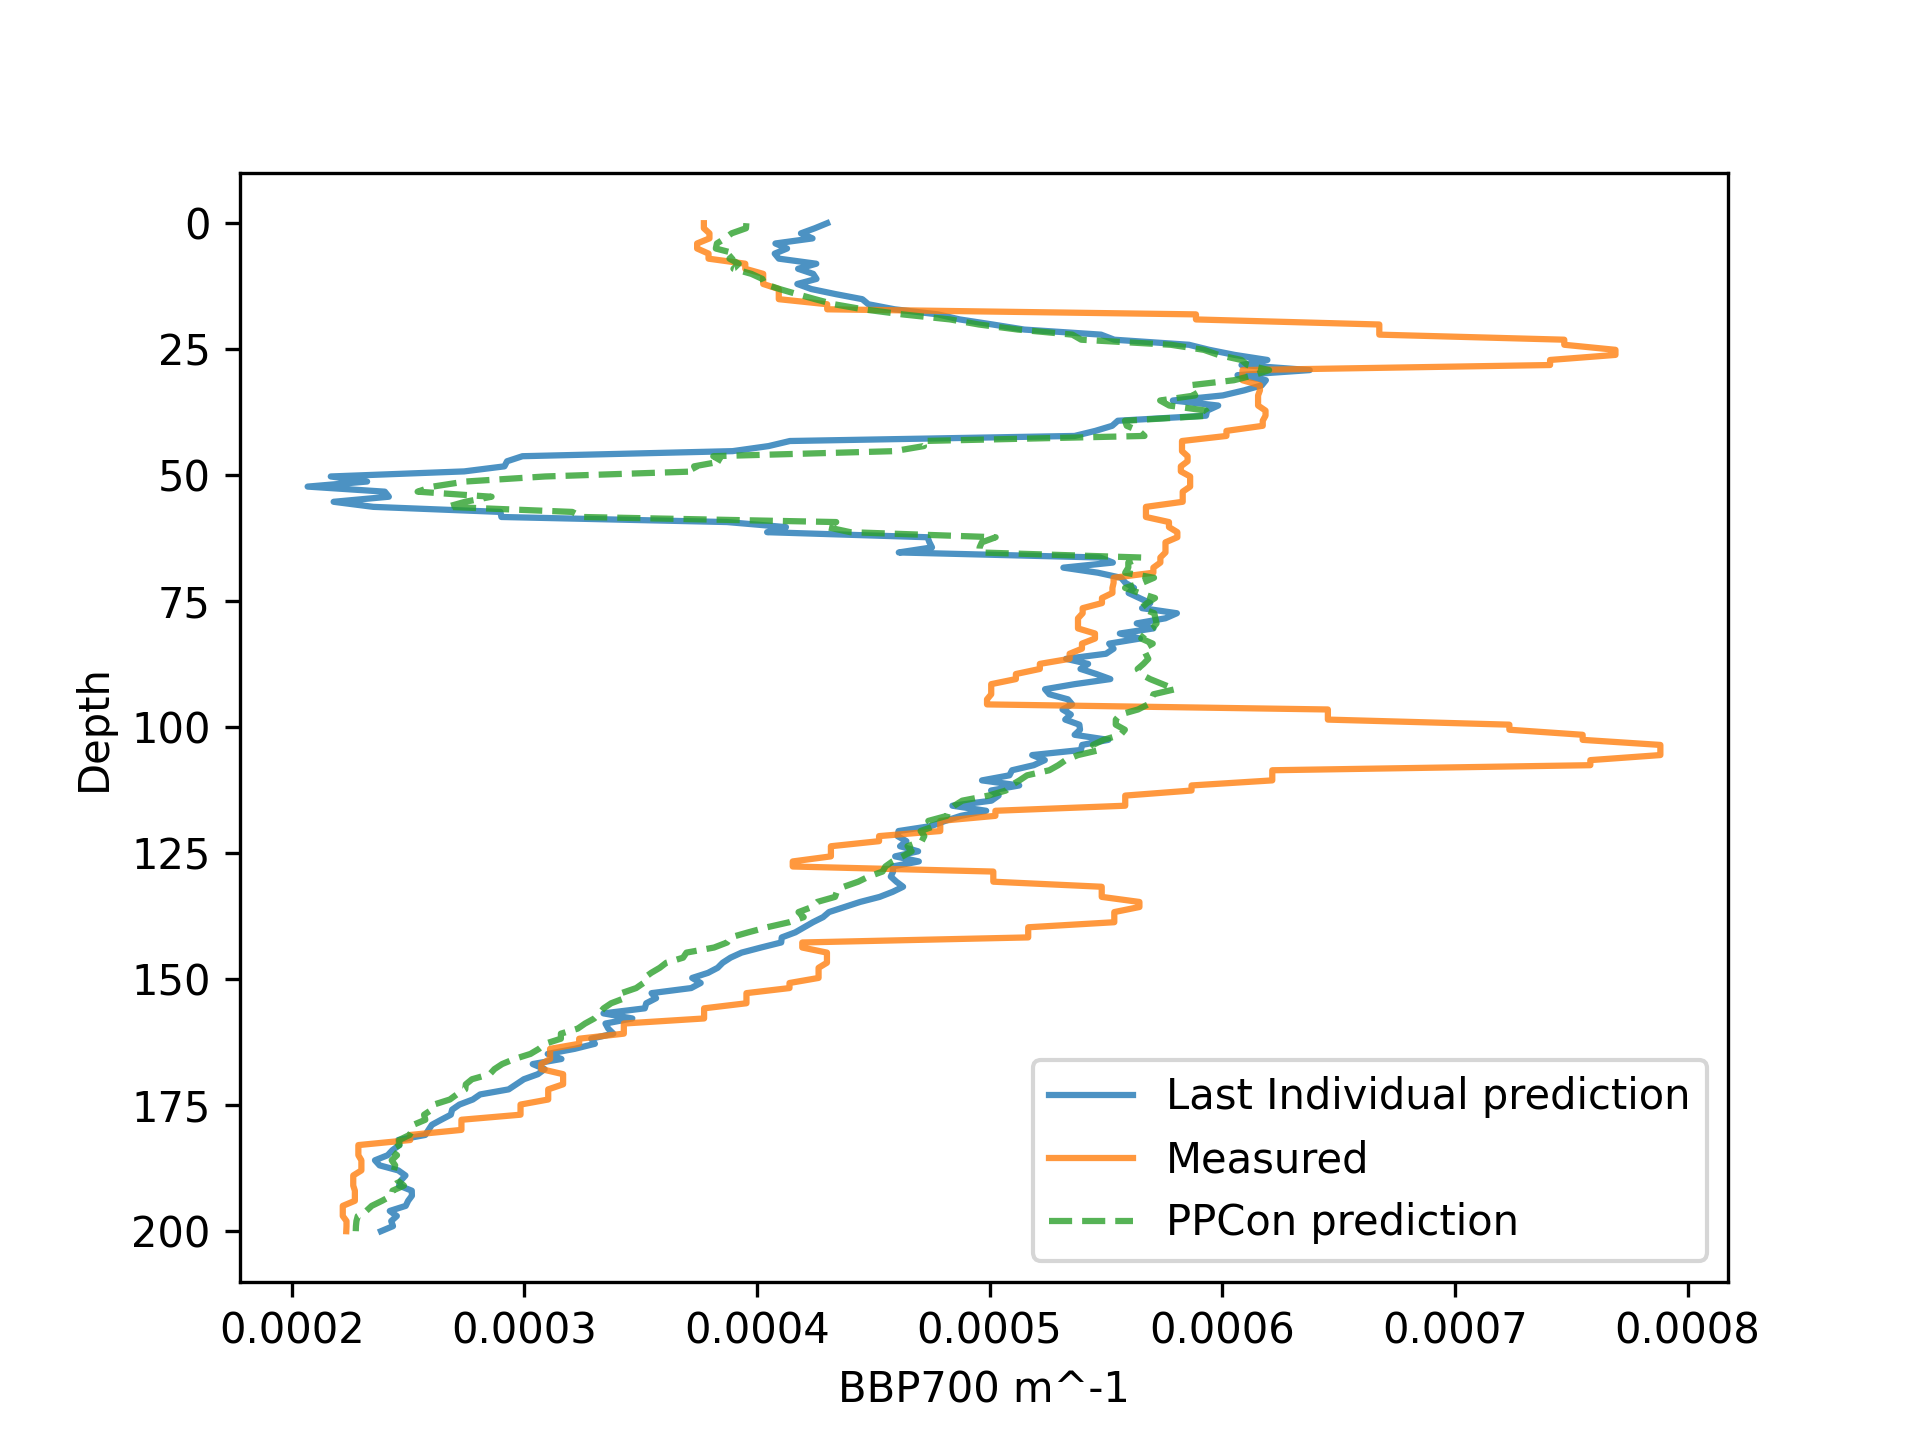 0
25
50
75
100
125
150
175
200
Depth
0.0002 0.0003 0.0004 0.0005 0.0006 0.0007 0.0008
BBP700 m^-1
Last Individual prediction
Measured
PPCon prediction